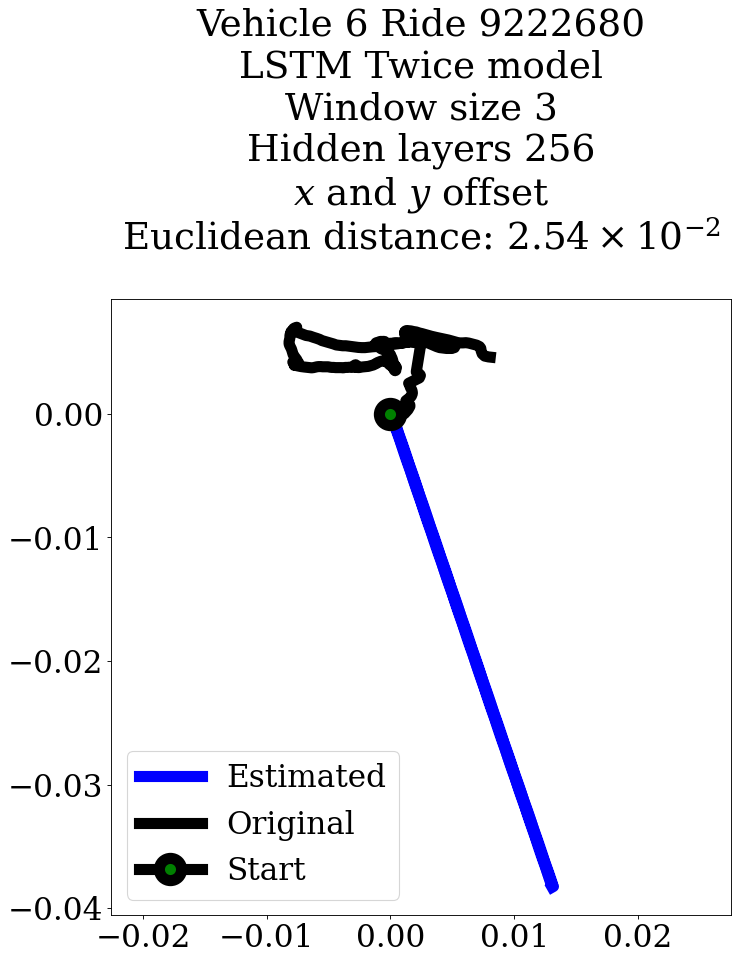 Vehicle 6 Ride 9222680
LSTM Twice model
Window size 3
Hidden layers 256
x and y offset
Euclidean distance: 2.54 × 10⁻²
0.00
−0.01
−0.02
−0.03
−0.04
Estimated
Original
Start
−0.02 −0.01 0.00 0.01 0.02